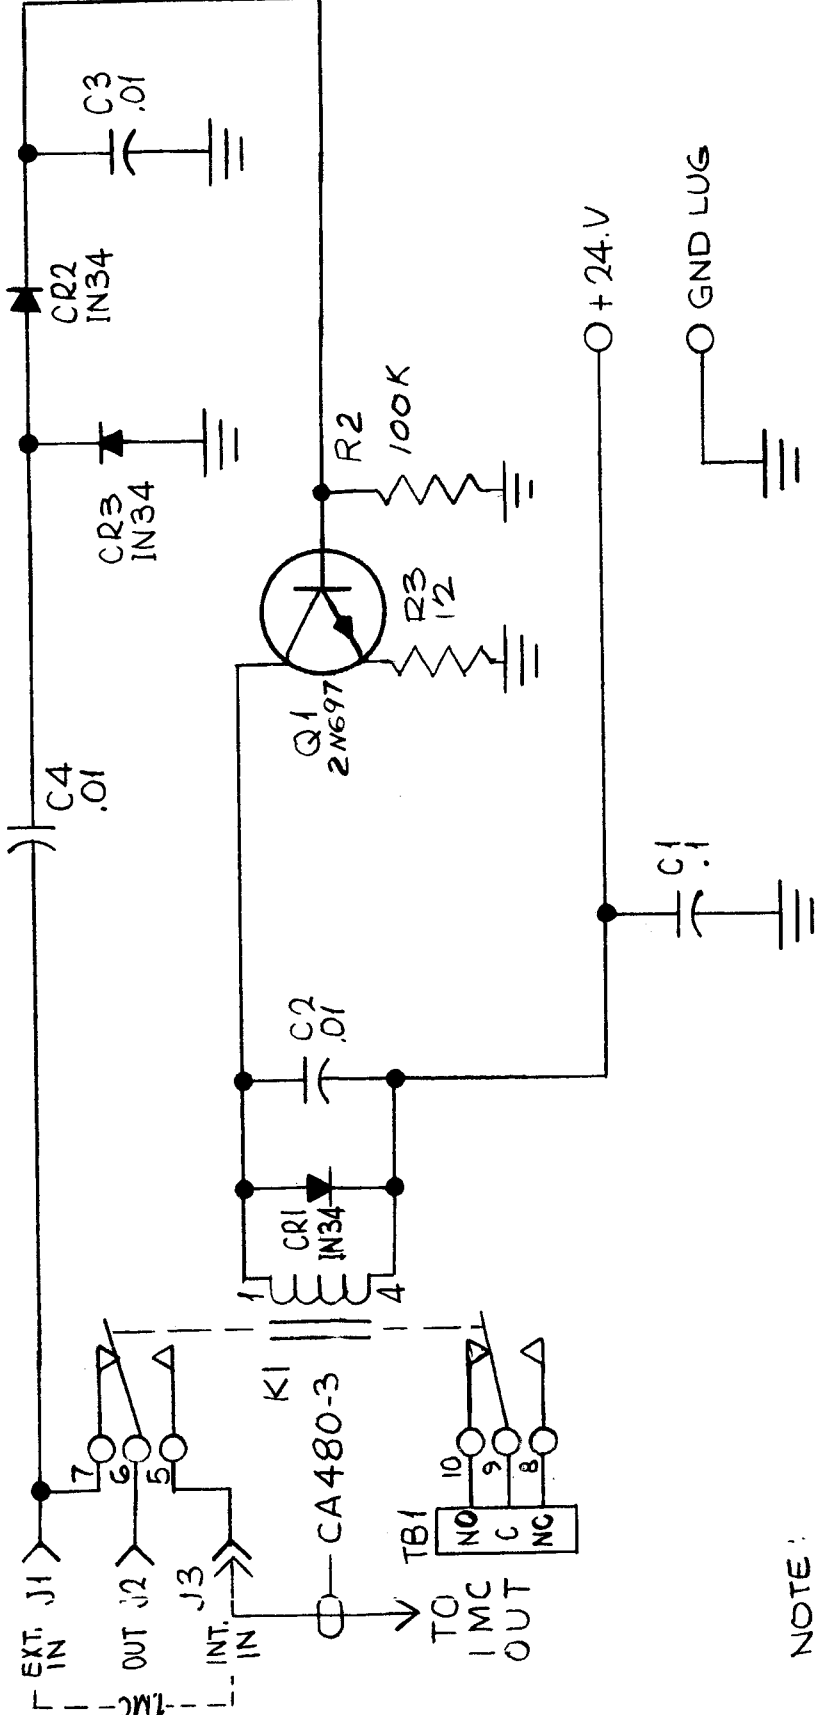 C3
.01
CR2
IN34
CR3
IN34
C4
.01
R2
100K
R3
12
Q1
2N697
+24.V
GND LUG
C1
.1
C2
.01
CR1
IN34
1
4
K1
CA480-3
7
6
5
10
9
8
TB1
NO
C
NC
EXT.
IN
J1
OUT J2
INT.
IN
J3
1MC
TO
1MC
OUT
NOTE: